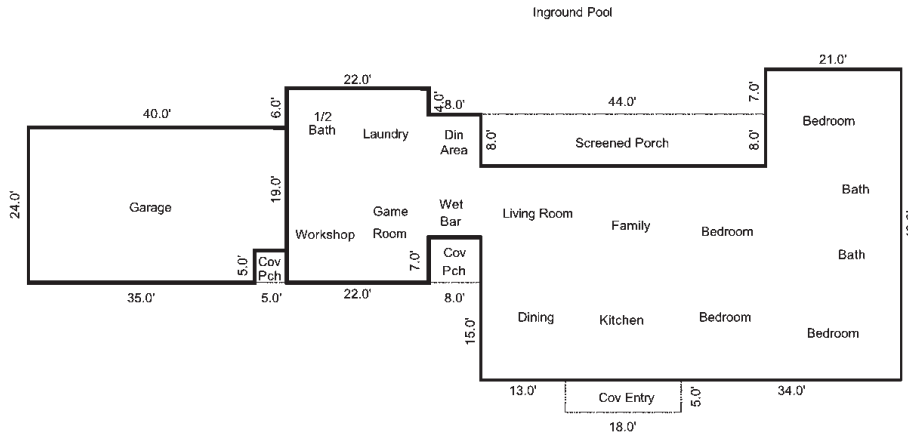 Inground Pool
21.0'
22.0'
4.0'
8.0'
44.0'
7.0'
40.0'
6.0'
1/2
Bath
Laundry
Din
Area
8.0'
Screened Porch
8.0'
Bedroom
24.0'
Garage
19.0'
Workshop
Game
Room
Wet
Bar
Living Room
Family
Bedroom
Bath
Bath
5.0'
Cov
Pch
7.0'
Cov
Pch
35.0'
5.0'
22.0'
8.0'
15.0'
Dining
Kitchen
Bedroom
Bedroom
13.0'
Cov Entry
5.0'
34.0'
18.0'